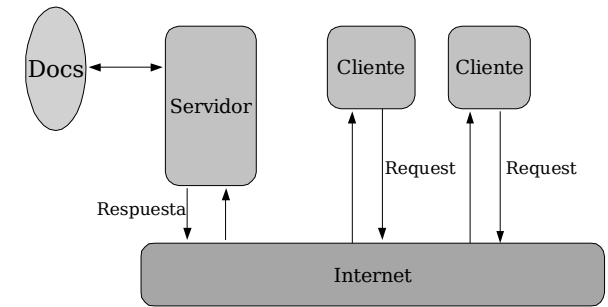 Docs
Servidor
Cliente
Cliente
Request
Request
Respuesta
Internet